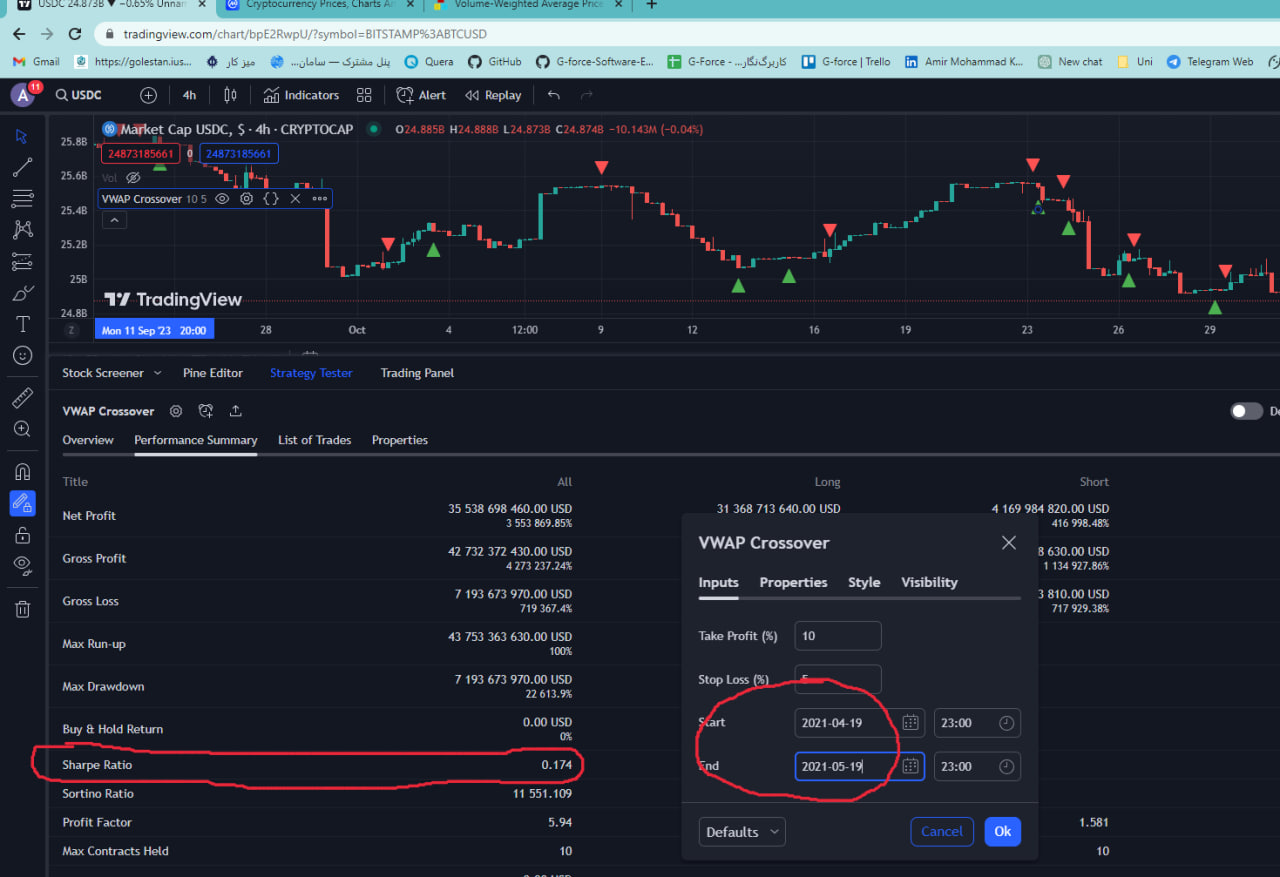 USDC 24.873B ▼ −0.65% Unnam
Cryptocurrency Prices, Charts An
Volume-Weighted Average Price
tradingview.com/chart/bpE2RwpU/?symbol=BITSTAMP%3ABTCUSD
Gmail https://golestan.ius... میز کار پنل مشترک — سامان... Quera GitHub G-force-Software-E... G-Force - ...کاربرگ‌نگار G-force | Trello Amir Mohammad K... New chat Uni Telegram Web
A 11 USDC 4h Indicators Alert Replay
Market Cap USDC, $ · 4h · CRYPTOCAP O24.885B H24.888B L24.873B C24.874B −10.143M (−0.04%)
24873185661 0 24873185661
Vol
VWAP Crossover 10 5
25.8B
25.6B
25.4B
25.2B
25B
24.8B
TradingView
Z Mon 11 Sep '23 20:00 28 Oct 4 12:00 9 12 16 19 23 26 29
Stock Screener Pine Editor Strategy Tester Trading Panel
VWAP Crossover
Overview Performance Summary List of Trades Properties
Title All Long Short
Net Profit 35 538 698 460.00 USD 31 368 713 640.00 USD 4 169 984 820.00 USD
3 553 869.85% 416 998.48%
Gross Profit 42 732 372 430.00 USD 8 630.00 USD
4 273 237.24% 1 134 927.86%
Gross Loss 7 193 673 970.00 USD 3 810.00 USD
719 367.4% 717 929.38%
Max Run-up 43 753 363 630.00 USD
100%
Max Drawdown 7 193 673 970.00 USD
22 613.9%
Buy & Hold Return 0.00 USD
0%
Sharpe Ratio 0.174
Sortino Ratio 11 551.109
Profit Factor 5.94 1.581
Max Contracts Held 10 10
VWAP Crossover
Inputs Properties Style Visibility
Take Profit (%) 10
Stop Loss (%) 5
Start 2021-04-19 23:00
End 2021-05-19 23:00
Defaults Cancel Ok